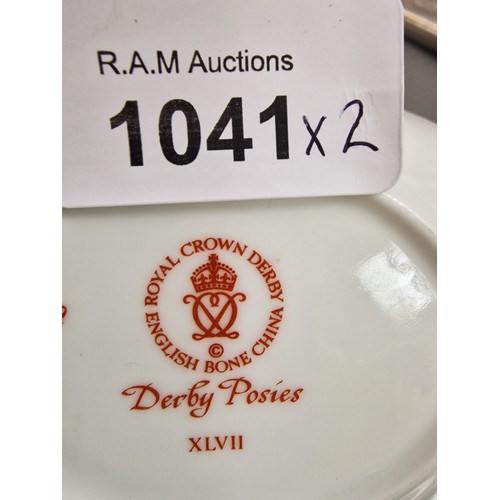 R.A.M Auctions
1041 x 2
ROYAL CROWN DERBY
ENGLISH BONE CHINA
©
Derby Posies
XLVII